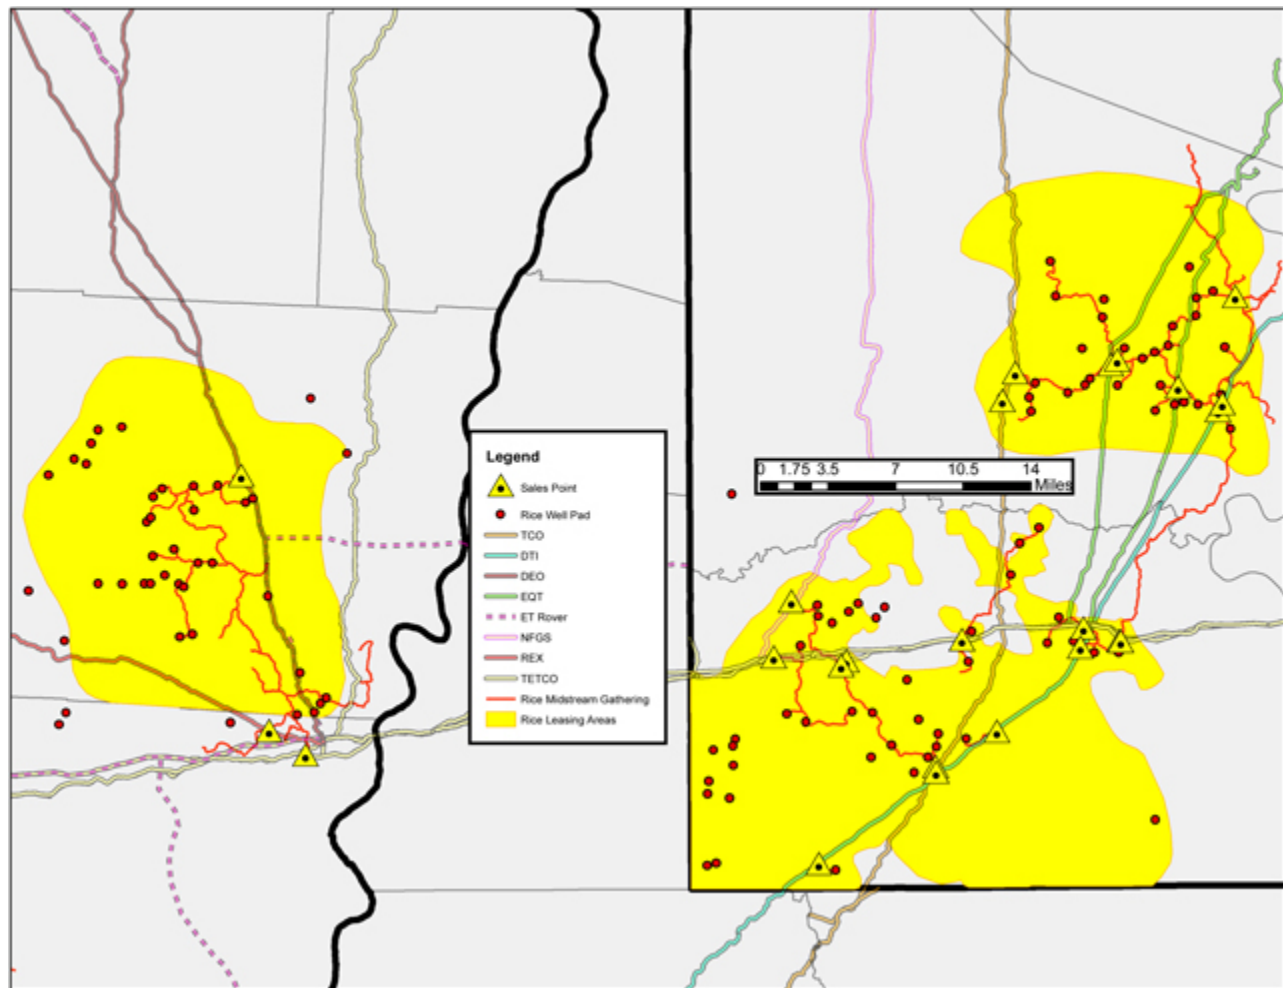 0 1.75 3.5 7 10.5 14
Miles
Legend
Sales Point
Rice Well Pad
TCO
DTI
DEO
EQT
ET Rover
NFGS
REX
TETCO
Rice Midstream Gathering
Rice Leasing Areas